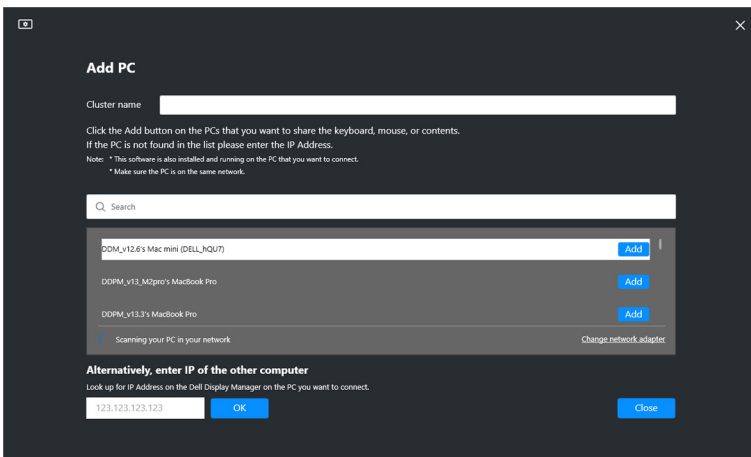 Add PC
Cluster name
Click the Add button on the PCs that you want to share the keyboard, mouse, or contents.
If the PC is not found in the list please enter the IP Address.
Note: * This software is also installed and running on the PC that you want to connect.
* Make sure the PC is on the same network.
Search
DDM_v12.6's Mac mini (DELL_hQU7) Add
DDPM_v13_M2pro's MacBook Pro Add
DDPM_v13.3's MacBook Pro Add
Scanning your PC in your network Change network adapter
Alternatively, enter IP of the other computer
Look up for IP Address on the Dell Display Manager on the PC you want to connect.
123.123.123.123 OK Close